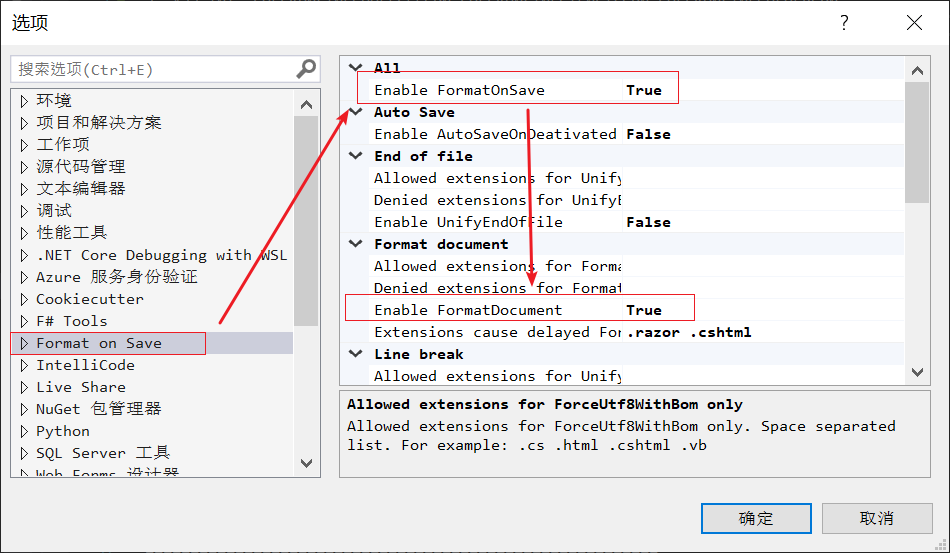 选项
?
搜索选项(Ctrl+E)
环境
项目和解决方案
工作项
源代码管理
文本编辑器
调试
性能工具
.NET Core Debugging with WSL
Azure 服务身份验证
Cookiecutter
F# Tools
Format on Save
IntelliCode
Live Share
NuGet 包管理器
Python
SQL Server 工具
Web Forms 设计器
All
Enable FormatOnSave True
Auto Save
Enable AutoSaveOnDeativated False
End of file
Allowed extensions for Unify
Denied extensions for UnifyE
Enable UnifyEndOfFile False
Format document
Allowed extensions for Forma
Denied extensions for Format
Enable FormatDocument True
Extensions cause delayed For .razor .cshtml
Line break
Allowed extensions for Unify
Allowed extensions for ForceUtf8WithBom only
Allowed extensions for ForceUtf8WithBom only. Space separated
list. For example: .cs .html .cshtml .vb
确定
取消